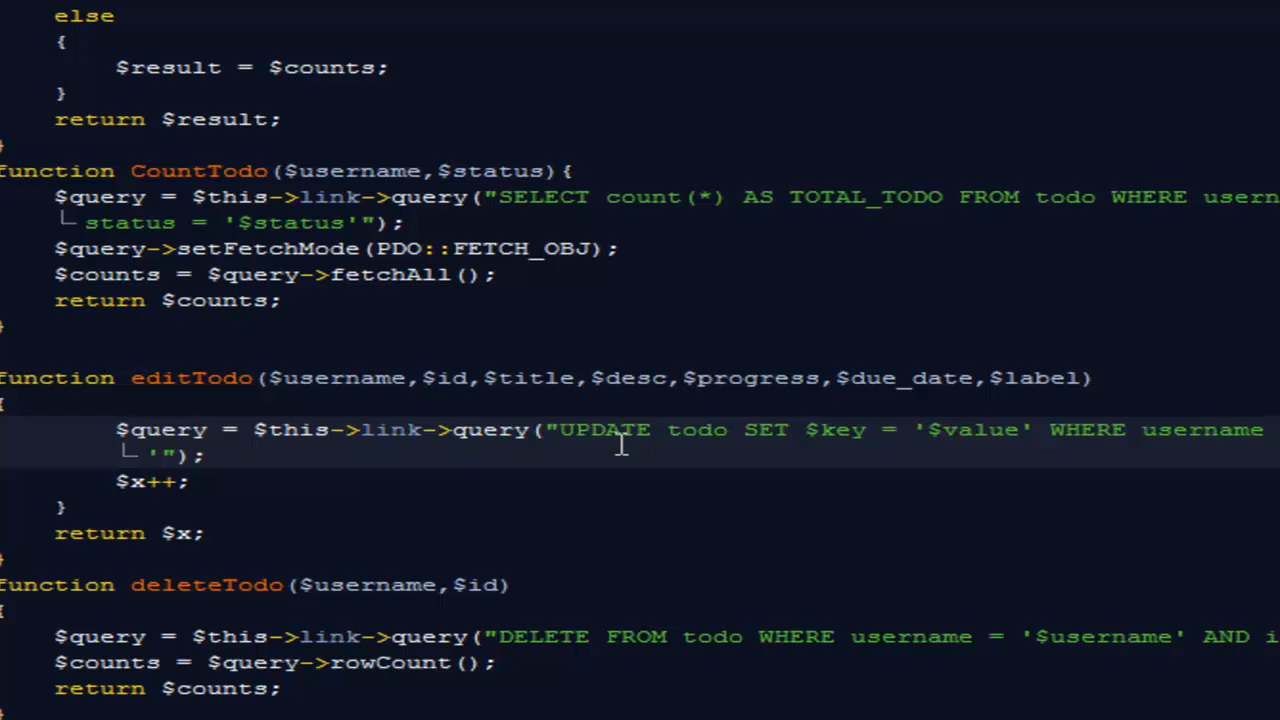 else
{
$result = $counts;
}
return $result;
}
function CountTodo($username,$status){
$query = $this->link->query("SELECT count(*) AS TOTAL_TODO FROM todo WHERE usern
status = '$status'");
$query->setFetchMode(PDO::FETCH_OBJ);
$counts = $query->fetchAll();
return $counts;
}
function editTodo($username,$id,$title,$desc,$progress,$due_date,$label)
{
$query = $this->link->query("UPDATE todo SET $key = '$value' WHERE username
'");
$x++;
}
return $x;
}
function deleteTodo($username,$id)
{
$query = $this->link->query("DELETE FROM todo WHERE username = '$username' AND i
$counts = $query->rowCount();
return $counts;
}